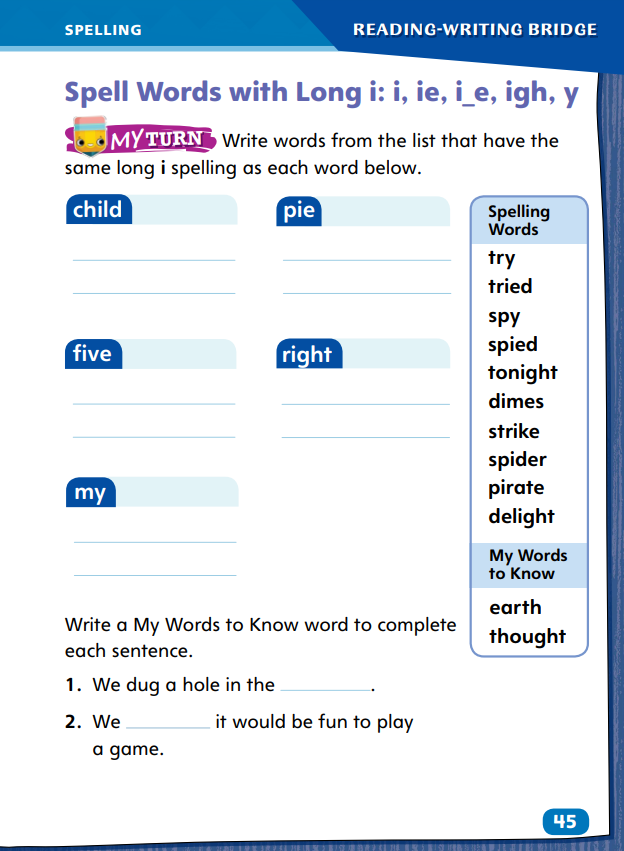 SPELLING
READING-WRITING BRIDGE
Spell Words with Long i: i, ie, i_e, igh, y
MY TURN Write words from the list that have the
same long i spelling as each word below.
child
pie
five
right
my
Spelling
Words
try
tried
spy
spied
tonight
dimes
strike
spider
pirate
delight
My Words
to Know
earth
thought
Write a My Words to Know word to complete
each sentence.
1. We dug a hole in the __________.
2. We __________ it would be fun to play
a game.
45